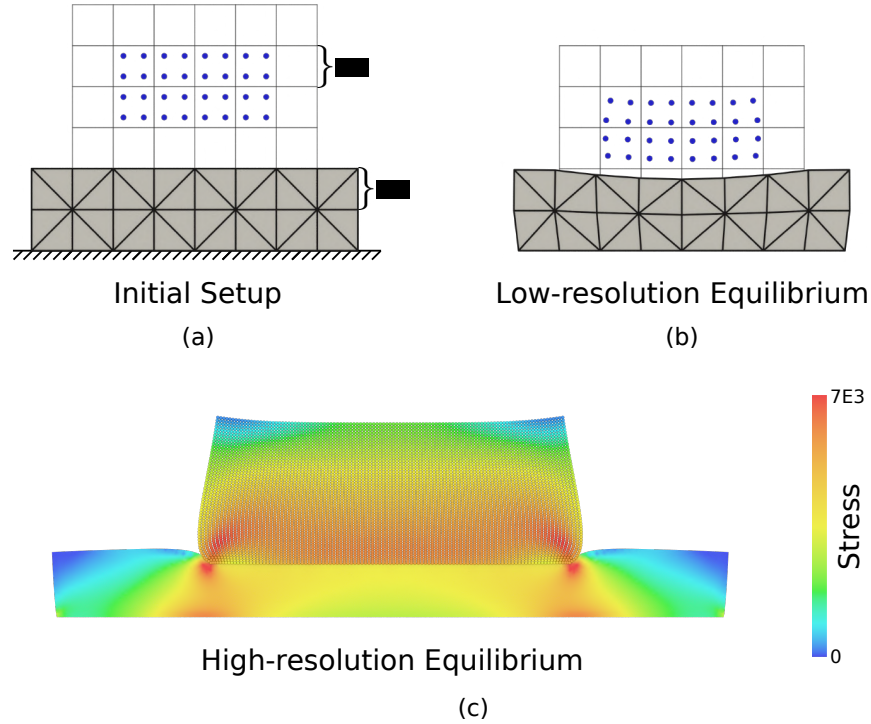 Initial Setup
(a)
Low-resolution Equilibrium
(b)
7E3
Stress
0
High-resolution Equilibrium
(c)